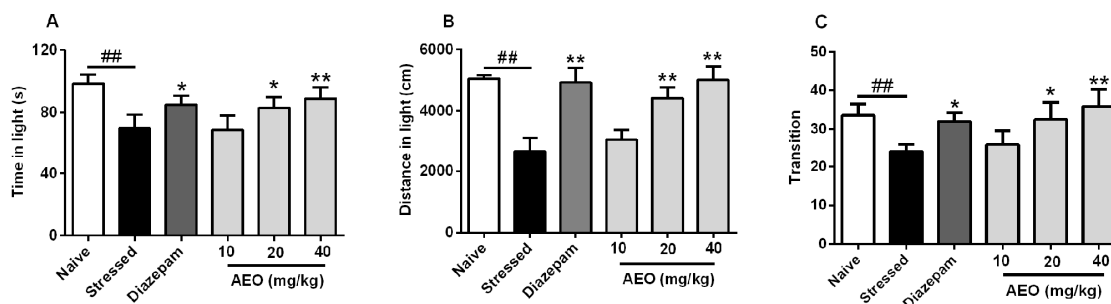 A
Time in light (s)
120
80
40
0
##
*
*
**
Naive
Stressed
Diazepam
10
20
40
AEO (mg/kg)
B
Distance in light (cm)
6000
4000
2000
0
##
**
**
**
Naive
Stressed
Diazepam
10
20
40
AEO (mg/kg)
C
Transition
50
40
30
20
10
0
##
*
*
**
Naive
Stressed
Diazepam
10
20
40
AEO (mg/kg)